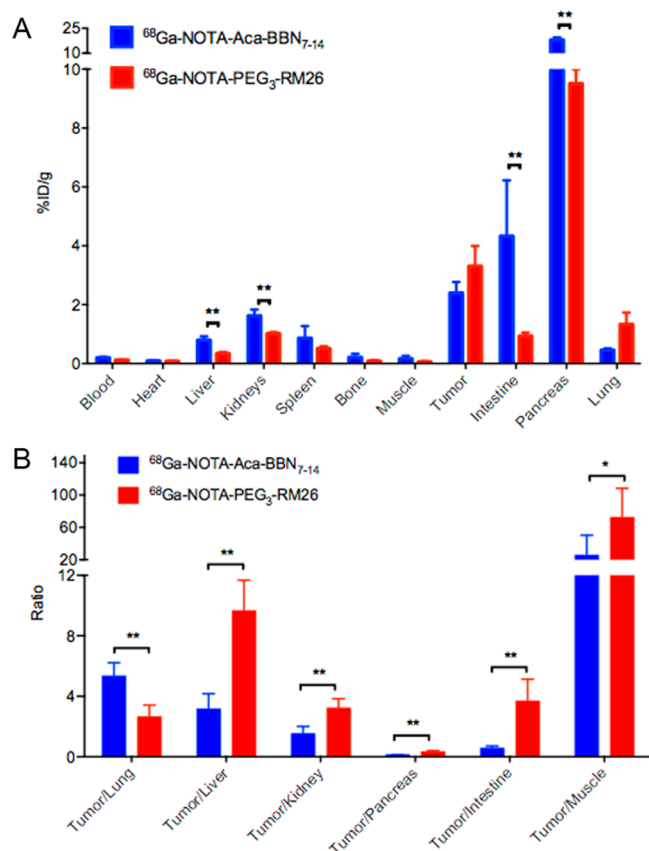 A
⁶⁸Ga-NOTA-Aca-BBN₇₋₁₄
⁶⁸Ga-NOTA-PEG₃-RM26
%ID/g
25
10
10
8
6
4
2
0
**
**
**
**
Blood
Heart
Liver
Kidneys
Spleen
Bone
Muscle
Tumor
Intestine
Pancreas
Lung
B
⁶⁸Ga-NOTA-Aca-BBN₇₋₁₄
⁶⁸Ga-NOTA-PEG₃-RM26
Ratio
140
100
60
20
12
8
4
0
**
**
**
**
**
*
Tumor/Lung
Tumor/Liver
Tumor/Kidney
Tumor/Pancreas
Tumor/Intestine
Tumor/Muscle